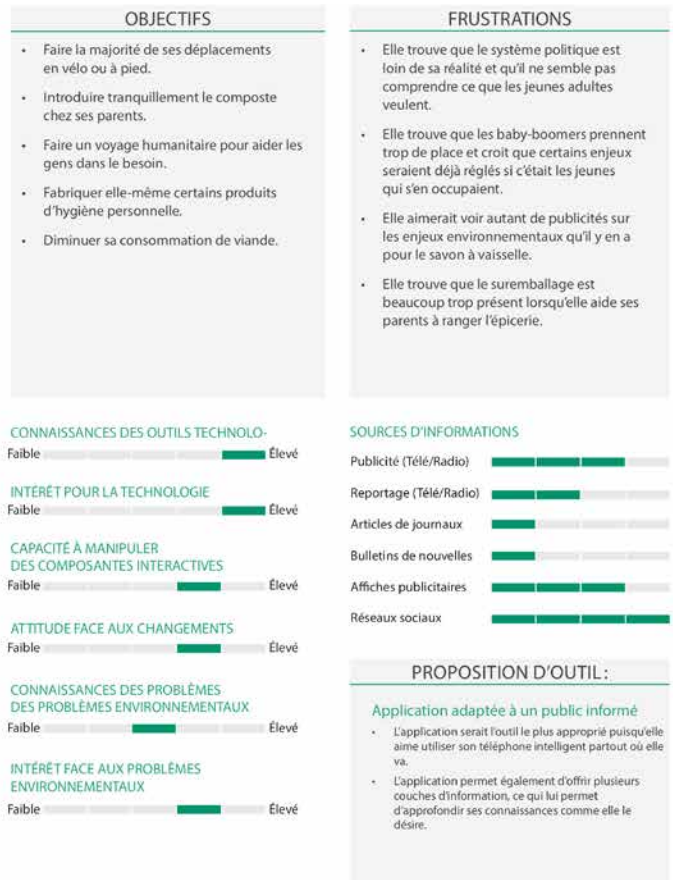 OBJECTIFS
• Faire la majorité de ses déplacements
en vélo ou à pied.
• Introduire tranquillement le composte
chez ses parents.
• Faire un voyage humanitaire pour aider les
gens dans le besoin.
• Fabriquer elle-même certains produits
d'hygiène personnelle.
• Diminuer sa consommation de viande.
FRUSTRATIONS
• Elle trouve que le système politique est
loin de sa réalité et qu'il ne semble pas
comprendre ce que les jeunes adultes
veulent.
• Elle trouve que les baby-boomers prennent
trop de place et croit que certains enjeux
seraient déjà réglés si c'était les jeunes
qui s'en occupaient.
• Elle aimerait voir autant de publicités sur
les enjeux environnementaux qu'il y en a
pour le savon à vaisselle.
• Elle trouve que le suremballage est
beaucoup trop présent lorsqu'elle aide ses
parents à ranger l'épicerie.
CONNAISSANCES DES OUTILS TECHNOLO-
Faible Élevé
INTÉRÊT POUR LA TECHNOLOGIE
Faible Élevé
CAPACITÉ À MANIPULER
DES COMPOSANTES INTERACTIVES
Faible Élevé
ATTITUDE FACE AUX CHANGEMENTS
Faible Élevé
CONNAISSANCES DES PROBLÈMES
DES PROBLÈMES ENVIRONNEMENTAUX
Faible Élevé
INTÉRÊT FACE AUX PROBLÈMES
ENVIRONNEMENTAUX
Faible Élevé
SOURCES D'INFORMATIONS
Publicité (Télé/Radio)
Reportage (Télé/Radio)
Articles de journaux
Bulletins de nouvelles
Affiches publicitaires
Réseaux sociaux
PROPOSITION D'OUTIL :
Application adaptée à un public informé
• L'application serait l'outil le plus approprié puisqu'elle
aime utiliser son téléphone intelligent partout où elle
va.
• L'application permet également d'offrir plusieurs
couches d'information, ce qui lui permet
d'approfondir ses connaissances comme elle le
désire.